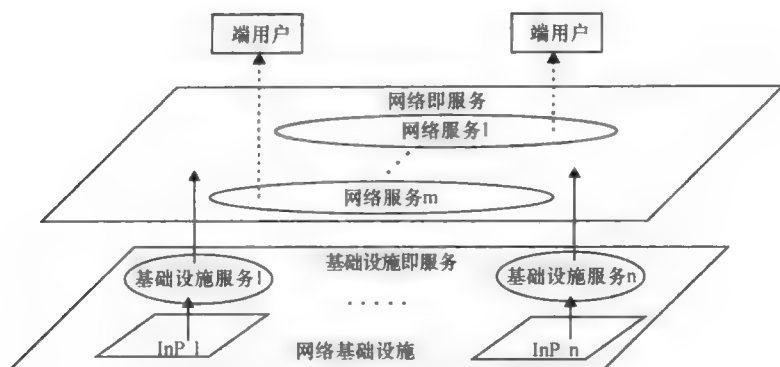 端用户
端用户
网络即服务
网络服务1
网络服务m
基础设施即服务
基础设施服务1
基础设施服务n
.....
InP 1
网络基础设施
InP n